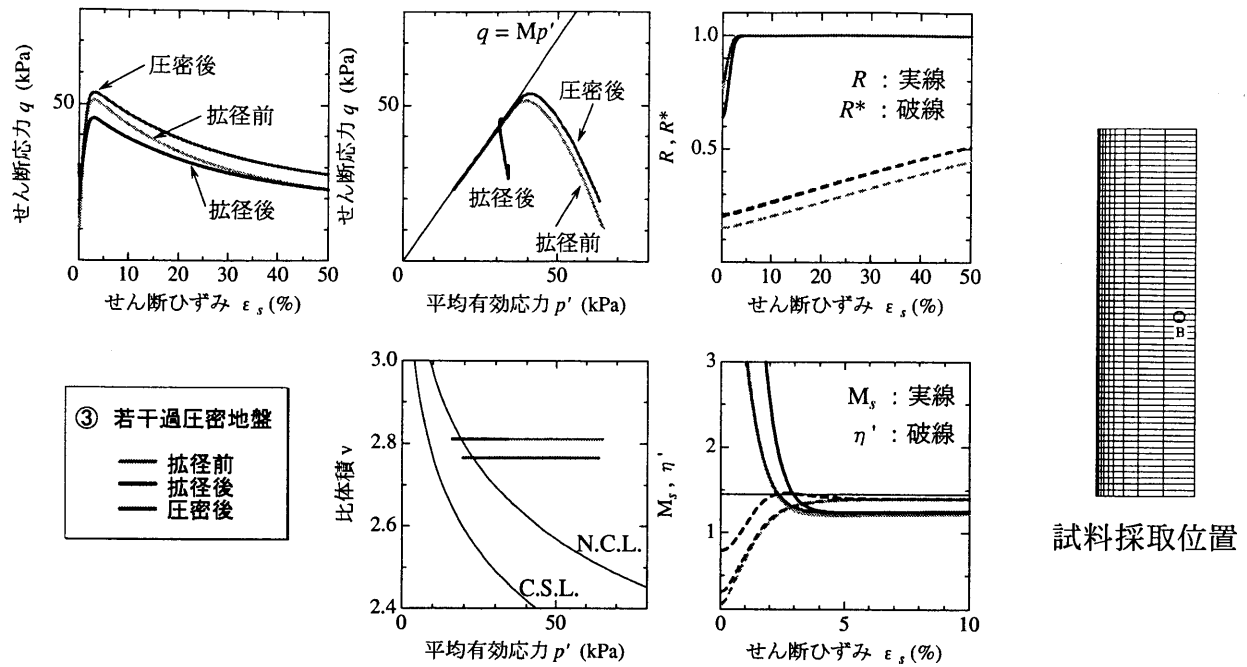 せん断応力 q (kPa)
50
0
0 10 20 30 40 50
せん断ひずみ εs (%)
圧密後
拡径前
拡径後
せん断応力 q (kPa)
50
0
0 50
平均有効応力 p' (kPa)
q = Mp'
圧密後
拡径後
拡径前
R, R*
1.0
0.5
0 10 20 30 40 50
せん断ひずみ εs (%)
R : 実線
R* : 破線
B
試料採取位置
③ 若干過圧密地盤
拡径前
拡径後
圧密後
比体積 v
3.0
2.8
2.6
2.4
0 50
平均有効応力 p' (kPa)
N.C.L.
C.S.L.
Ms, η'
3
2
1
0 5 10
せん断ひずみ εs (%)
Ms : 実線
η' : 破線